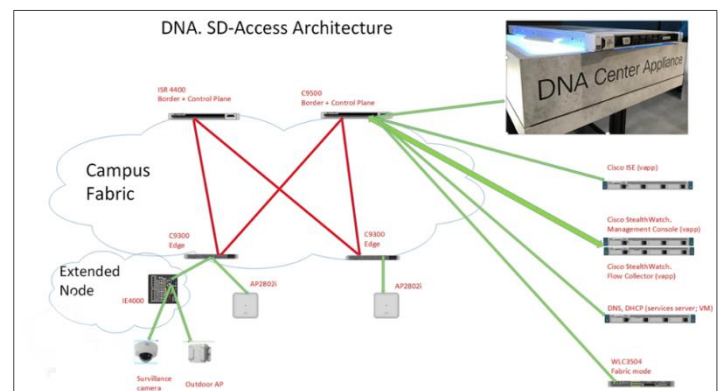 DNA. SD-Access Architecture
ISR 4400
Border + Control Plane
C9500
Border + Control Plane
DNA Center Appliance
Campus
Fabric
Cisco ISE (vapp)
Cisco StealthWatch.
Management Console (vapp)
C9300
Edge
C9300
Edge
Cisco StealthWatch.
Flow Collector (vapp)
Extended
Node
IE4000
AP2802i
AP2802i
DNS, DHCP (services server; VM)
WLC3504
Fabric mode
Survillance
camera
Outdoor AP